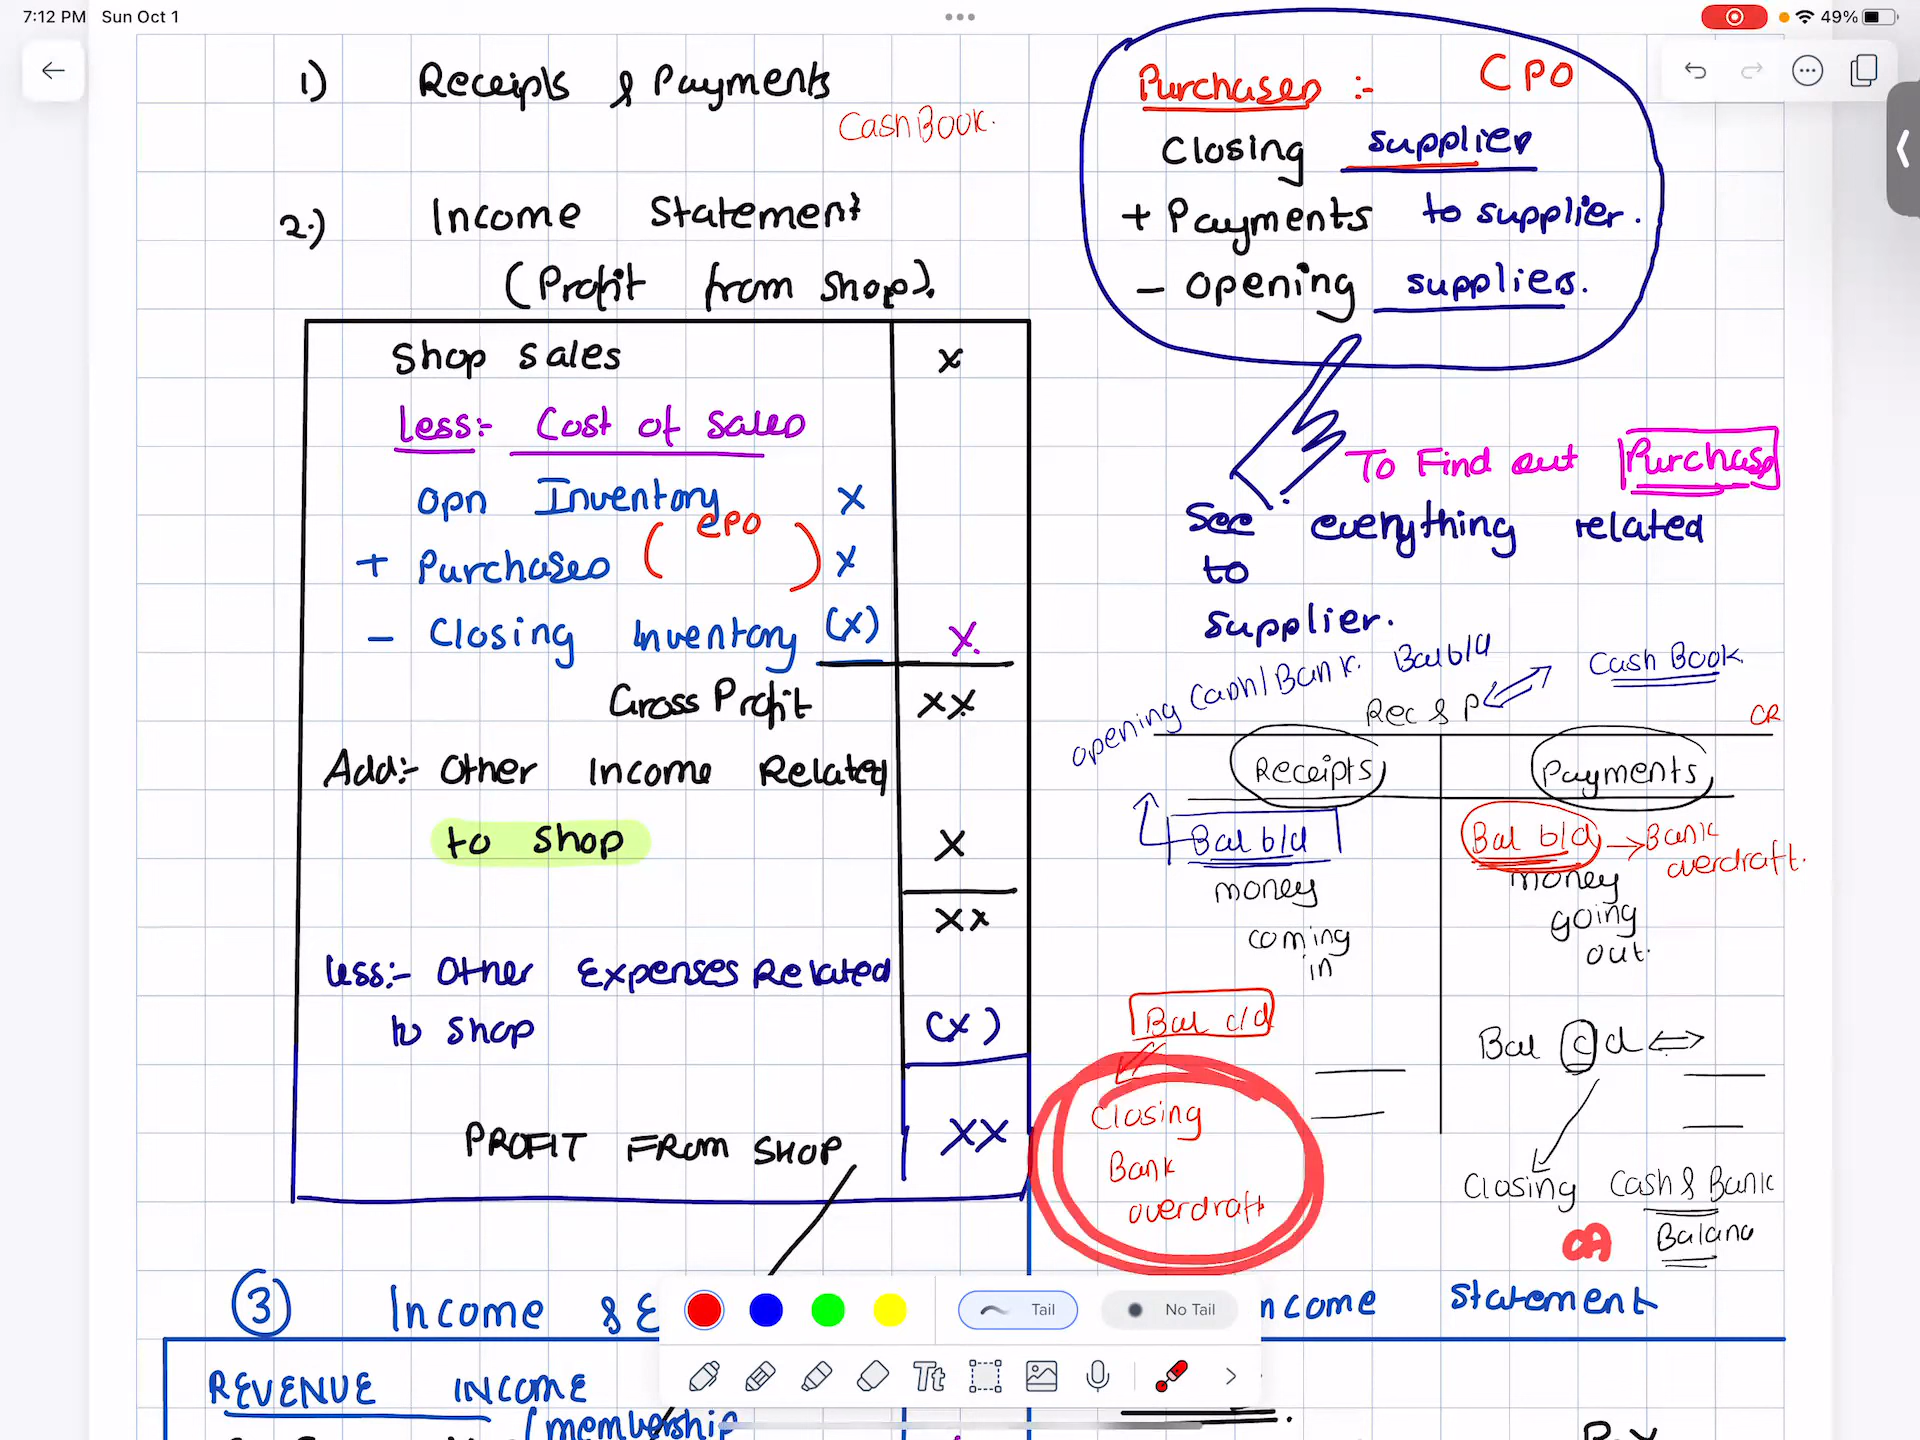 7:12 PM Sun Oct 1
49%
1) Receipts & Payments
Cash Book.
2.) Income Statement
(Profit from shop).
Shop sales x
Less:- Cost of sales
Opn Inventory x
+ Purchases ( CPO ) x
- Closing Inventory (x) x.
Gross Profit xx
Add:- Other Income Related
to shop x
xx
Less:- Other Expenses Related
to shop (x)
PROFIT FROM SHOP xx
Purchases :- CPO
Closing supplier
+ Payments to supplier.
- Opening suppliers.
To Find out Purchases
See everything related
to
supplier.
opening Cash/Bank. Bal b/d
Cash Book
Rec & P
CR
Receipts Payments
Bal b/d
money
coming
in
Bal b/d → Bank
overdraft.
money
going
out.
Bal c/d
Closing
Bank
overdraft
Bal c d
Closing Cash & Bank
CA Balance
3 Income & E
ncome Statement
Tail No Tail
Tt
REVENUE INCOME
(membership